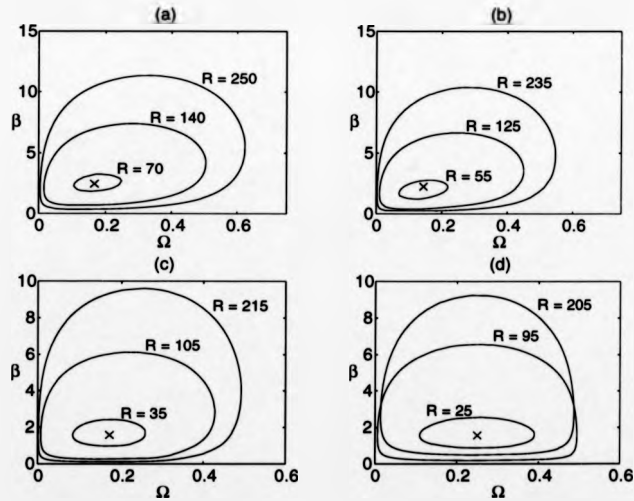 (a)
15
10
β
5
0
0 0.2 0.4 0.6
Ω
R = 250
R = 140
R = 70
×
(b)
15
10
β
5
0
0 0.2 0.4 0.6
Ω
R = 235
R = 125
R = 55
×
(c)
10
8
6
β
4
2
0
0 0.2 0.4 0.6
Ω
R = 215
R = 105
R = 35
×
(d)
10
8
6
β
4
2
0
0 0.2 0.4 0.6
Ω
R = 205
R = 95
R = 25
×